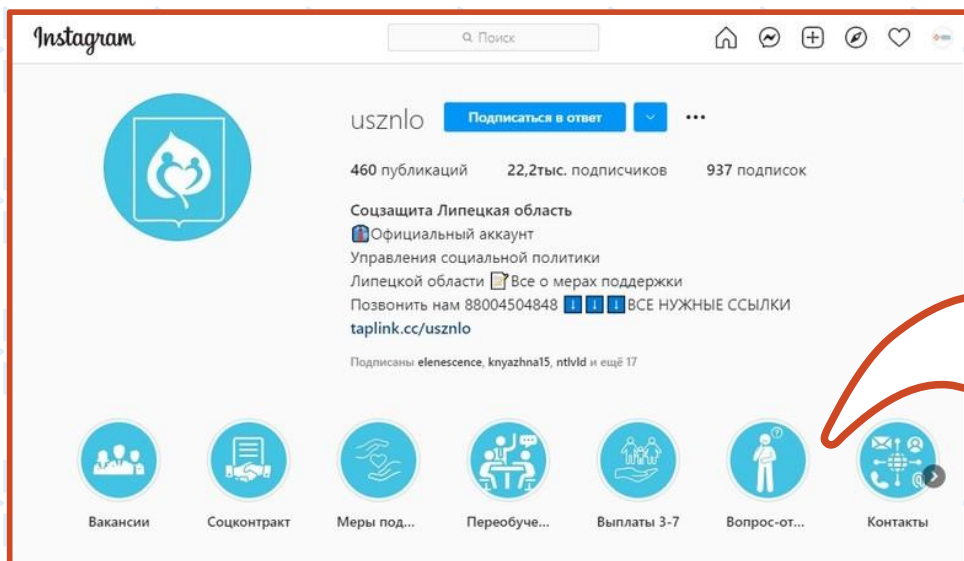 Instagram
Поиск
usznlo
Подписаться в ответ
460 публикаций 22,2тыс. подписчиков 937 подписок
Соцзащита Липецкая область
Официальный аккаунт
Управления социальной политики
Липецкой области Все о мерах поддержки
Позвонить нам 88004504848 ВСЕ НУЖНЫЕ ССЫЛКИ
taplink.cc/usznlo
Подписаны elenescence, knyazhna15, ntlvld и ещё 17
Вакансии Соцконтракт Меры под... Переобуче... Выплаты 3-7 Вопрос-от... Контакты